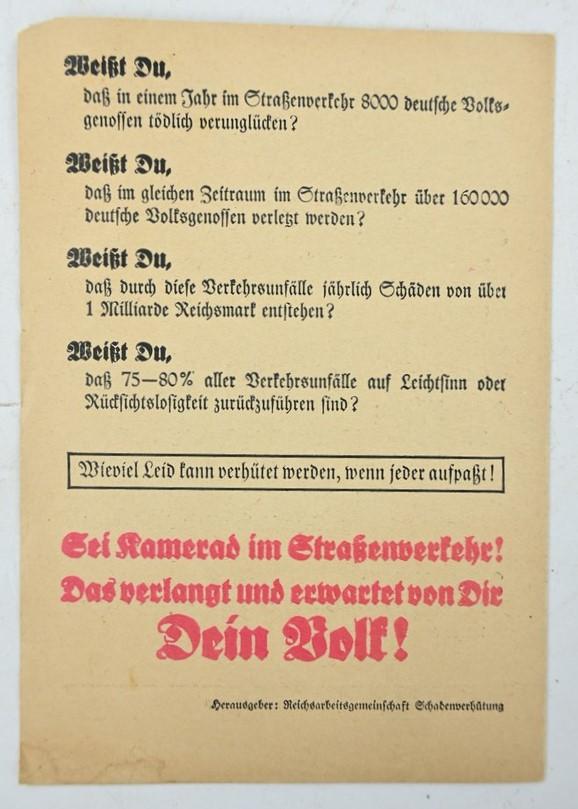 Weißt Du,
daß in einem Jahr im Straßenverkehr 8000 deutsche Volks-
genossen tödlich verunglücken?
Weißt Du,
daß im gleichen Zeitraum im Straßenverkehr über 160000
deutsche Volksgenossen verletzt werden?
Weißt Du,
daß durch diese Verkehrsunfälle jährlich Schäden von über
1 Milliarde Reichsmark entstehen?
Weißt Du,
daß 75—80% aller Verkehrsunfälle auf Leichtsinn oder
Rücksichtslosigkeit zurückzuführen sind?
Wieviel Leid kann verhütet werden, wenn jeder aufpaßt!
Sei Kamerad im Straßenverkehr!
Das verlangt und erwartet von Dir
Dein Volk!
Herausgeber: Reichsarbeitsgemeinschaft Schadenverhütung